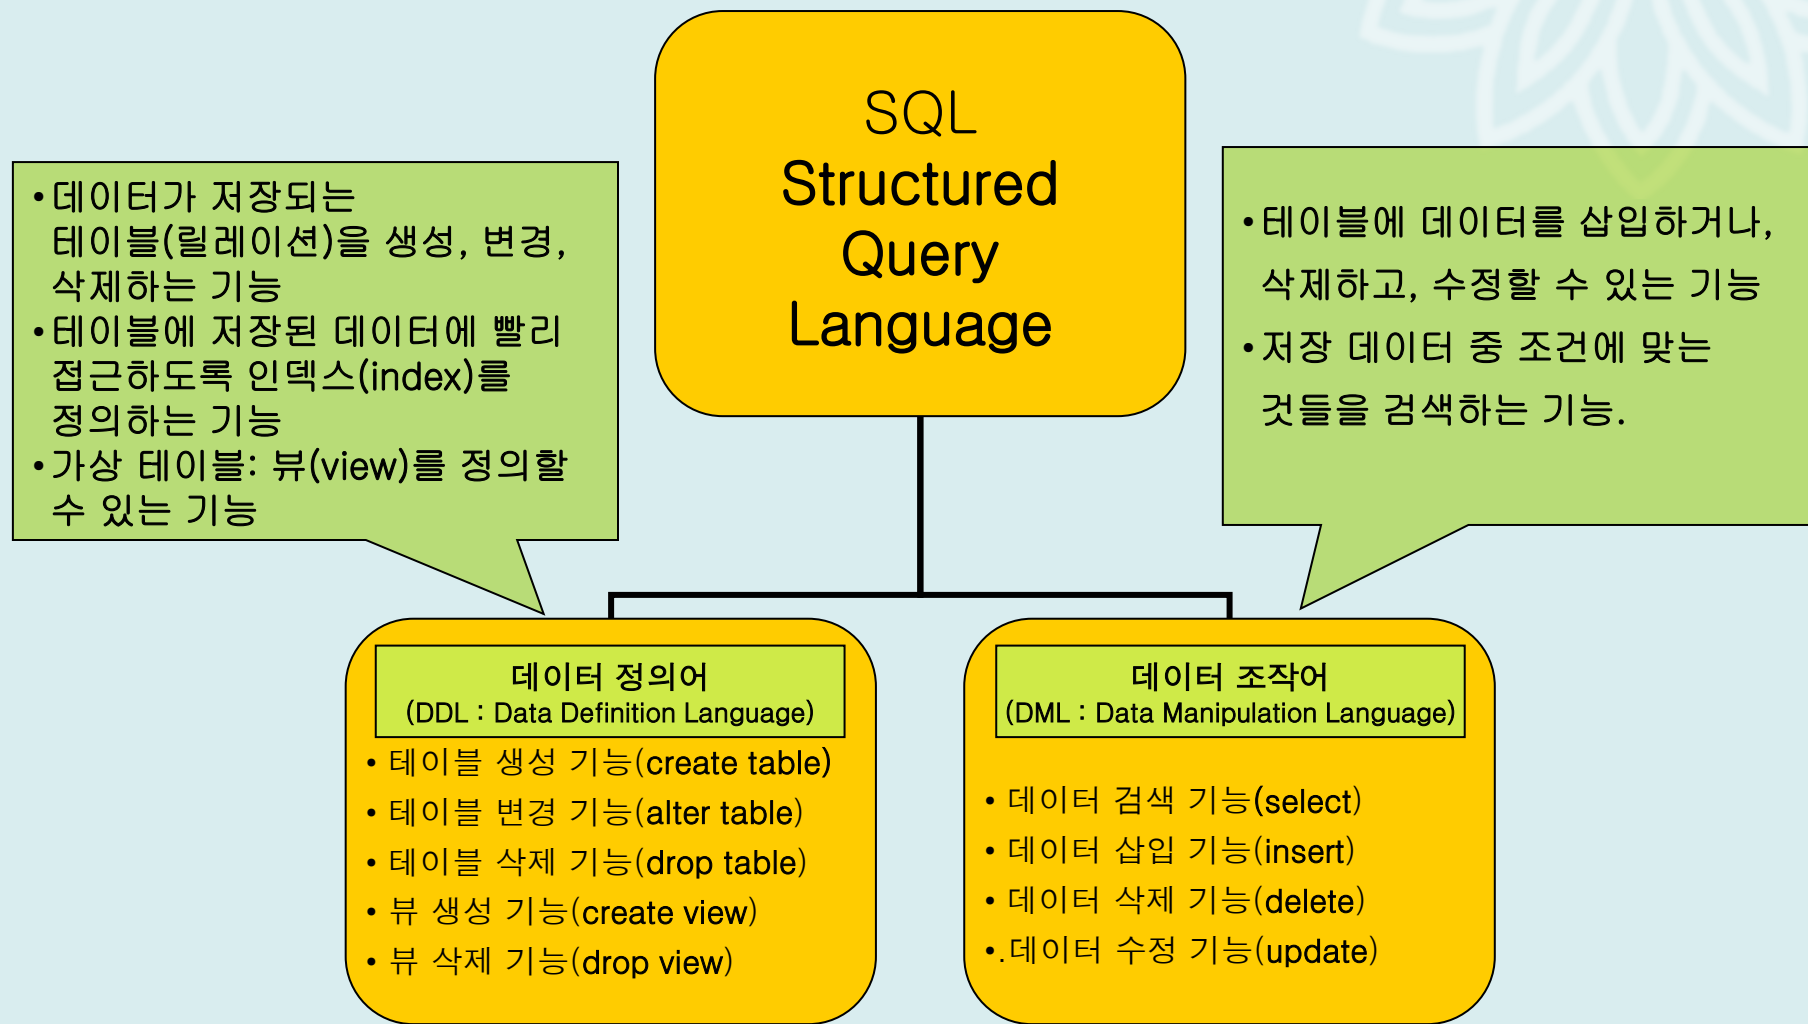 SQL
Structured
Query
Language
•데이터가 저장되는
테이블(릴레이션)을 생성, 변경,
삭제하는 기능
•테이블에 저장된 데이터에 빨리
접근하도록 인덱스(index)를
정의하는 기능
•가상 테이블: 뷰(view)를 정의할
수 있는 기능
•테이블에 데이터를 삽입하거나,
삭제하고, 수정할 수 있는 기능
•저장 데이터 중 조건에 맞는
것들을 검색하는 기능.
데이터 정의어
(DDL : Data Definition Language)
• 테이블 생성 기능(create table)
• 테이블 변경 기능(alter table)
• 테이블 삭제 기능(drop table)
• 뷰 생성 기능(create view)
• 뷰 삭제 기능(drop view)
데이터 조작어
(DML : Data Manipulation Language)
• 데이터 검색 기능(select)
• 데이터 삽입 기능(insert)
• 데이터 삭제 기능(delete)
•.데이터 수정 기능(update)